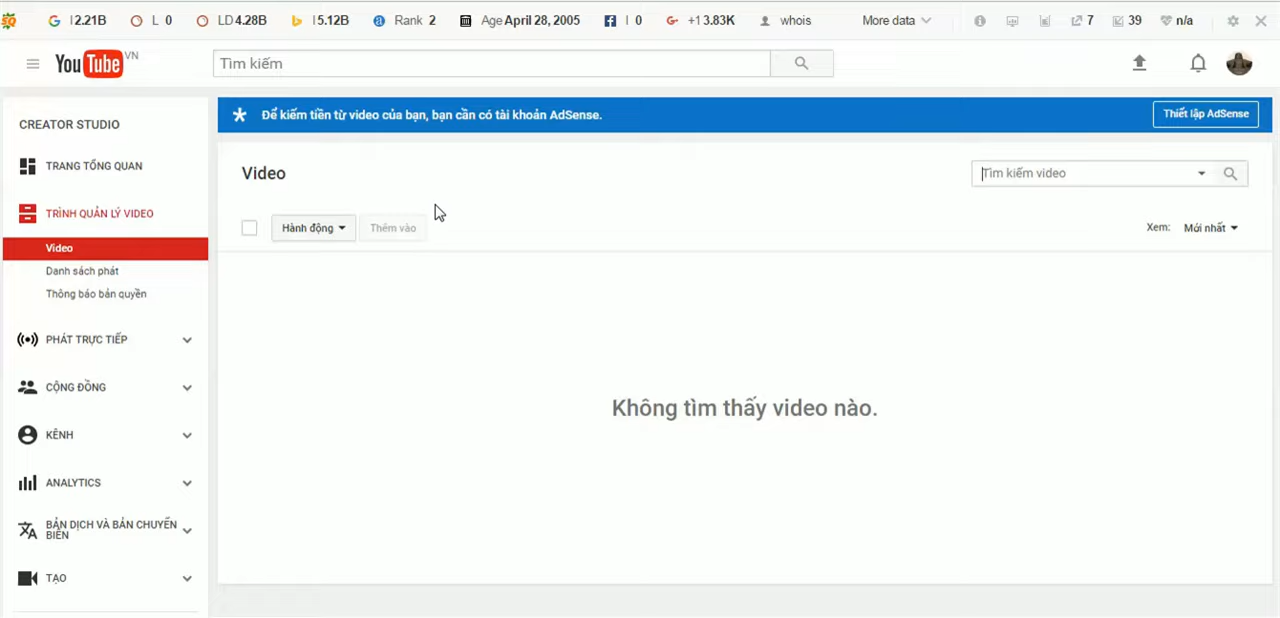 SQ I 2.21B L 0 LD 4.28B I 5.12B Rank 2 Age April 28, 2005 I 0 +1 3.83K whois More data 7 39 n/a
YouTube VN Tìm kiếm
CREATOR STUDIO
TRANG TỔNG QUAN
TRÌNH QUẢN LÝ VIDEO
Video
Danh sách phát
Thông báo bản quyền
PHÁT TRỰC TIẾP
CỘNG ĐỒNG
KÊNH
ANALYTICS
BẢN DỊCH VÀ BẢN CHUYỂN
BIÊN
TẠO
Để kiếm tiền từ video của bạn, bạn cần có tài khoản AdSense. Thiết lập AdSense
Video Tìm kiếm video
Hành động Thêm vào Xem: Mới nhất
Không tìm thấy video nào.